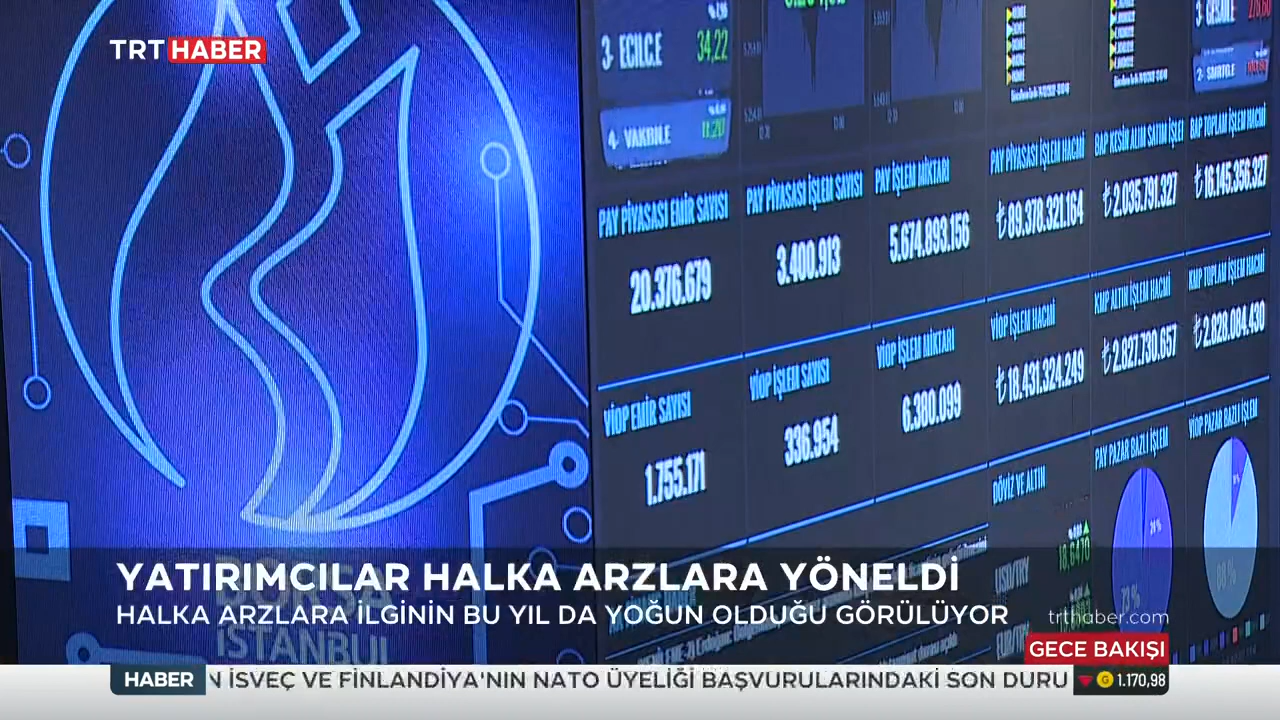 TRT HABER
3- ECILC.E
34,22
4- VAKBN.E
PAY PİYASASI EMİR SAYISI
20.376.679
PAY PİYASASI İŞLEM SAYISI
3.400.913
PAY İŞLEM MİKTARI
5.674.893.156
PAY PİYASASI İŞLEM HACMİ
₺89.378.321.164
BAP KESİN ALIM SATIM İŞLEM
₺2.035.791.327
BAP TOPLAM İŞLEM HACMİ
₺16.145.356.327
VİOP EMİR SAYISI
1.755.171
VİOP İŞLEM SAYISI
336.954
VİOP İŞLEM MİKTARI
6.380.099
VİOP İŞLEM HACMİ
₺18.431.324.249
KMP ALTIN İŞLEM HACMİ
₺2.827.730.657
KMP TOPLAM İŞLEM HACMİ
₺2.828.084.430
DÖVİZ VE ALTIN
USD/TRY
18,6470
PAY PAZAR BAZLI İŞLEM
VİOP PAZAR BAZLI İŞLEM
BORSA
İSTANBUL
YATIRIMCILAR HALKA ARZLARA YÖNELDİ
HALKA ARZLARA İLGİNİN BU YIL DA YOĞUN OLDUĞU GÖRÜLÜYOR
trthaber.com
GECE BAKIŞI
HABER
N İSVEÇ VE FİNLANDİYA'NIN NATO ÜYELİĞİ BAŞVURULARINDAKİ SON DURU
G 1.170,98